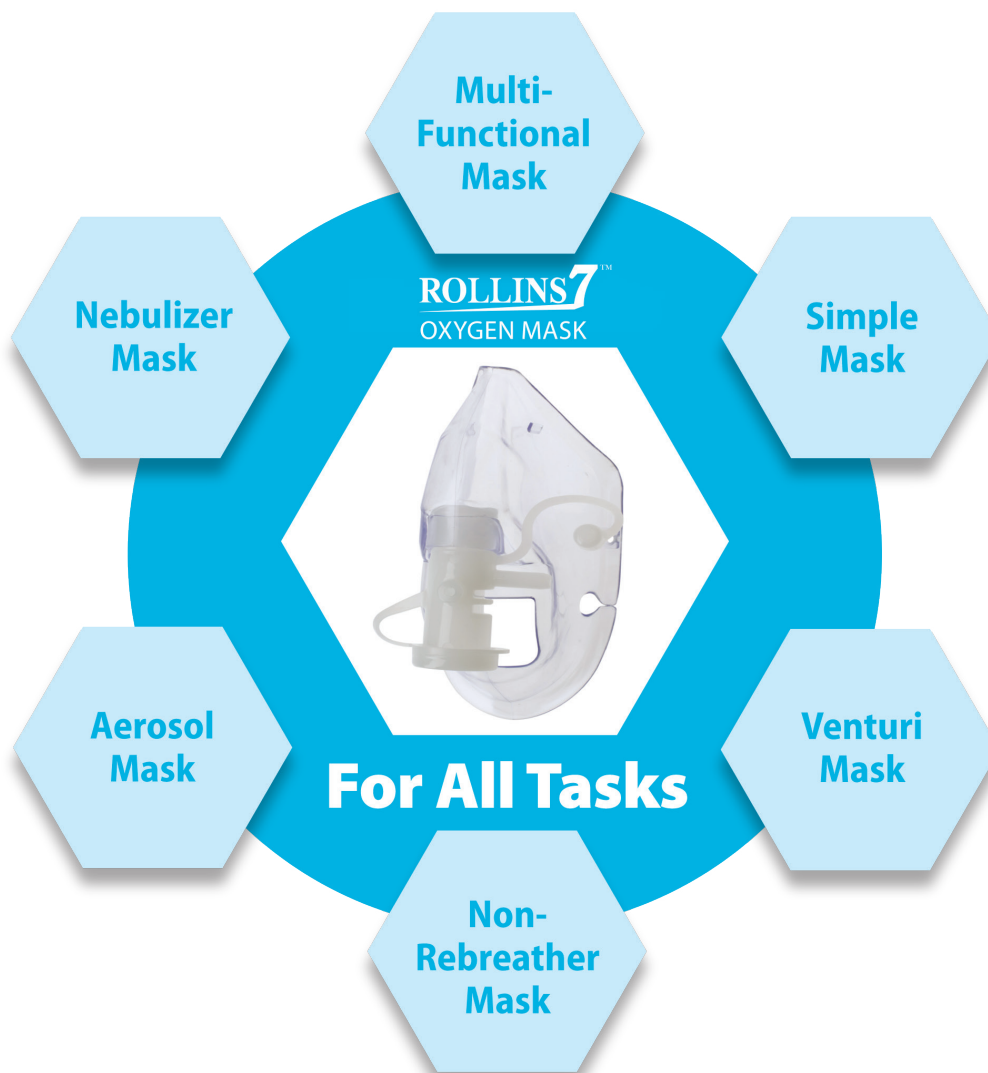 Multi-
Functional
Mask
ROLLINS7™
OXYGEN MASK
Nebulizer
Mask
Simple
Mask
Aerosol
Mask
Venturi
Mask
For All Tasks
Non-
Rebreather
Mask